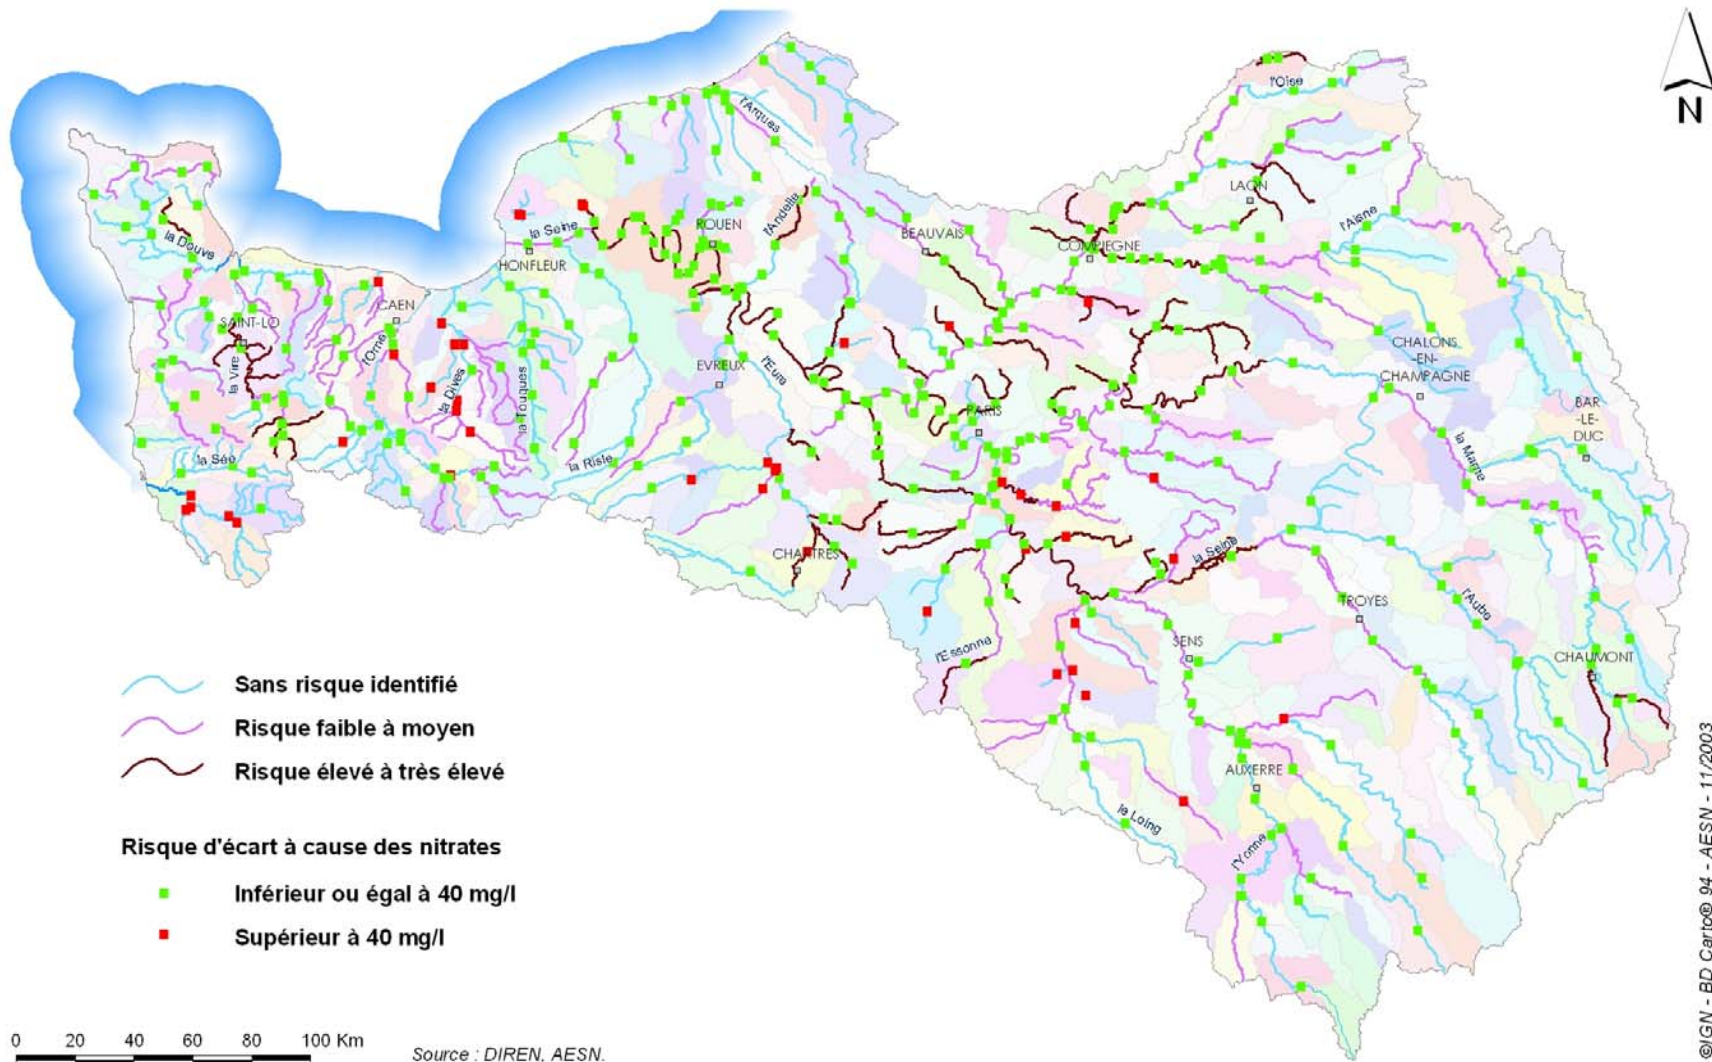 l'Oise
N
l'Arques
LAON
l'Aisne
l'Andelle
ROUEN
la Seine
BEAUVAIS
COMPIEGNE
la Douve
HONFLEUR
CAEN
SAINT-LO
l'Orne
la Vire
la Dives
la Touques
EVREUX
l'Eure
CHALONS
-EN-
CHAMPAGNE
PARIS
BAR
-LE-
DUC
la Sée
la Risle
la Marne
CHARTRES
la Seine
TROYES
l'Aube
l'Essonne
SENS
CHAUMONT
Sans risque identifié
Risque faible à moyen
Risque élevé à très élevé
AUXERRE
le Loing
l'Yonne
Risque d'écart à cause des nitrates
Inférieur ou égal à 40 mg/l
Supérieur à 40 mg/l
0 20 40 60 80 100 Km
Source : DIREN, AESN.
©IGN - BD Carto® 94 - AESN - 11/2003